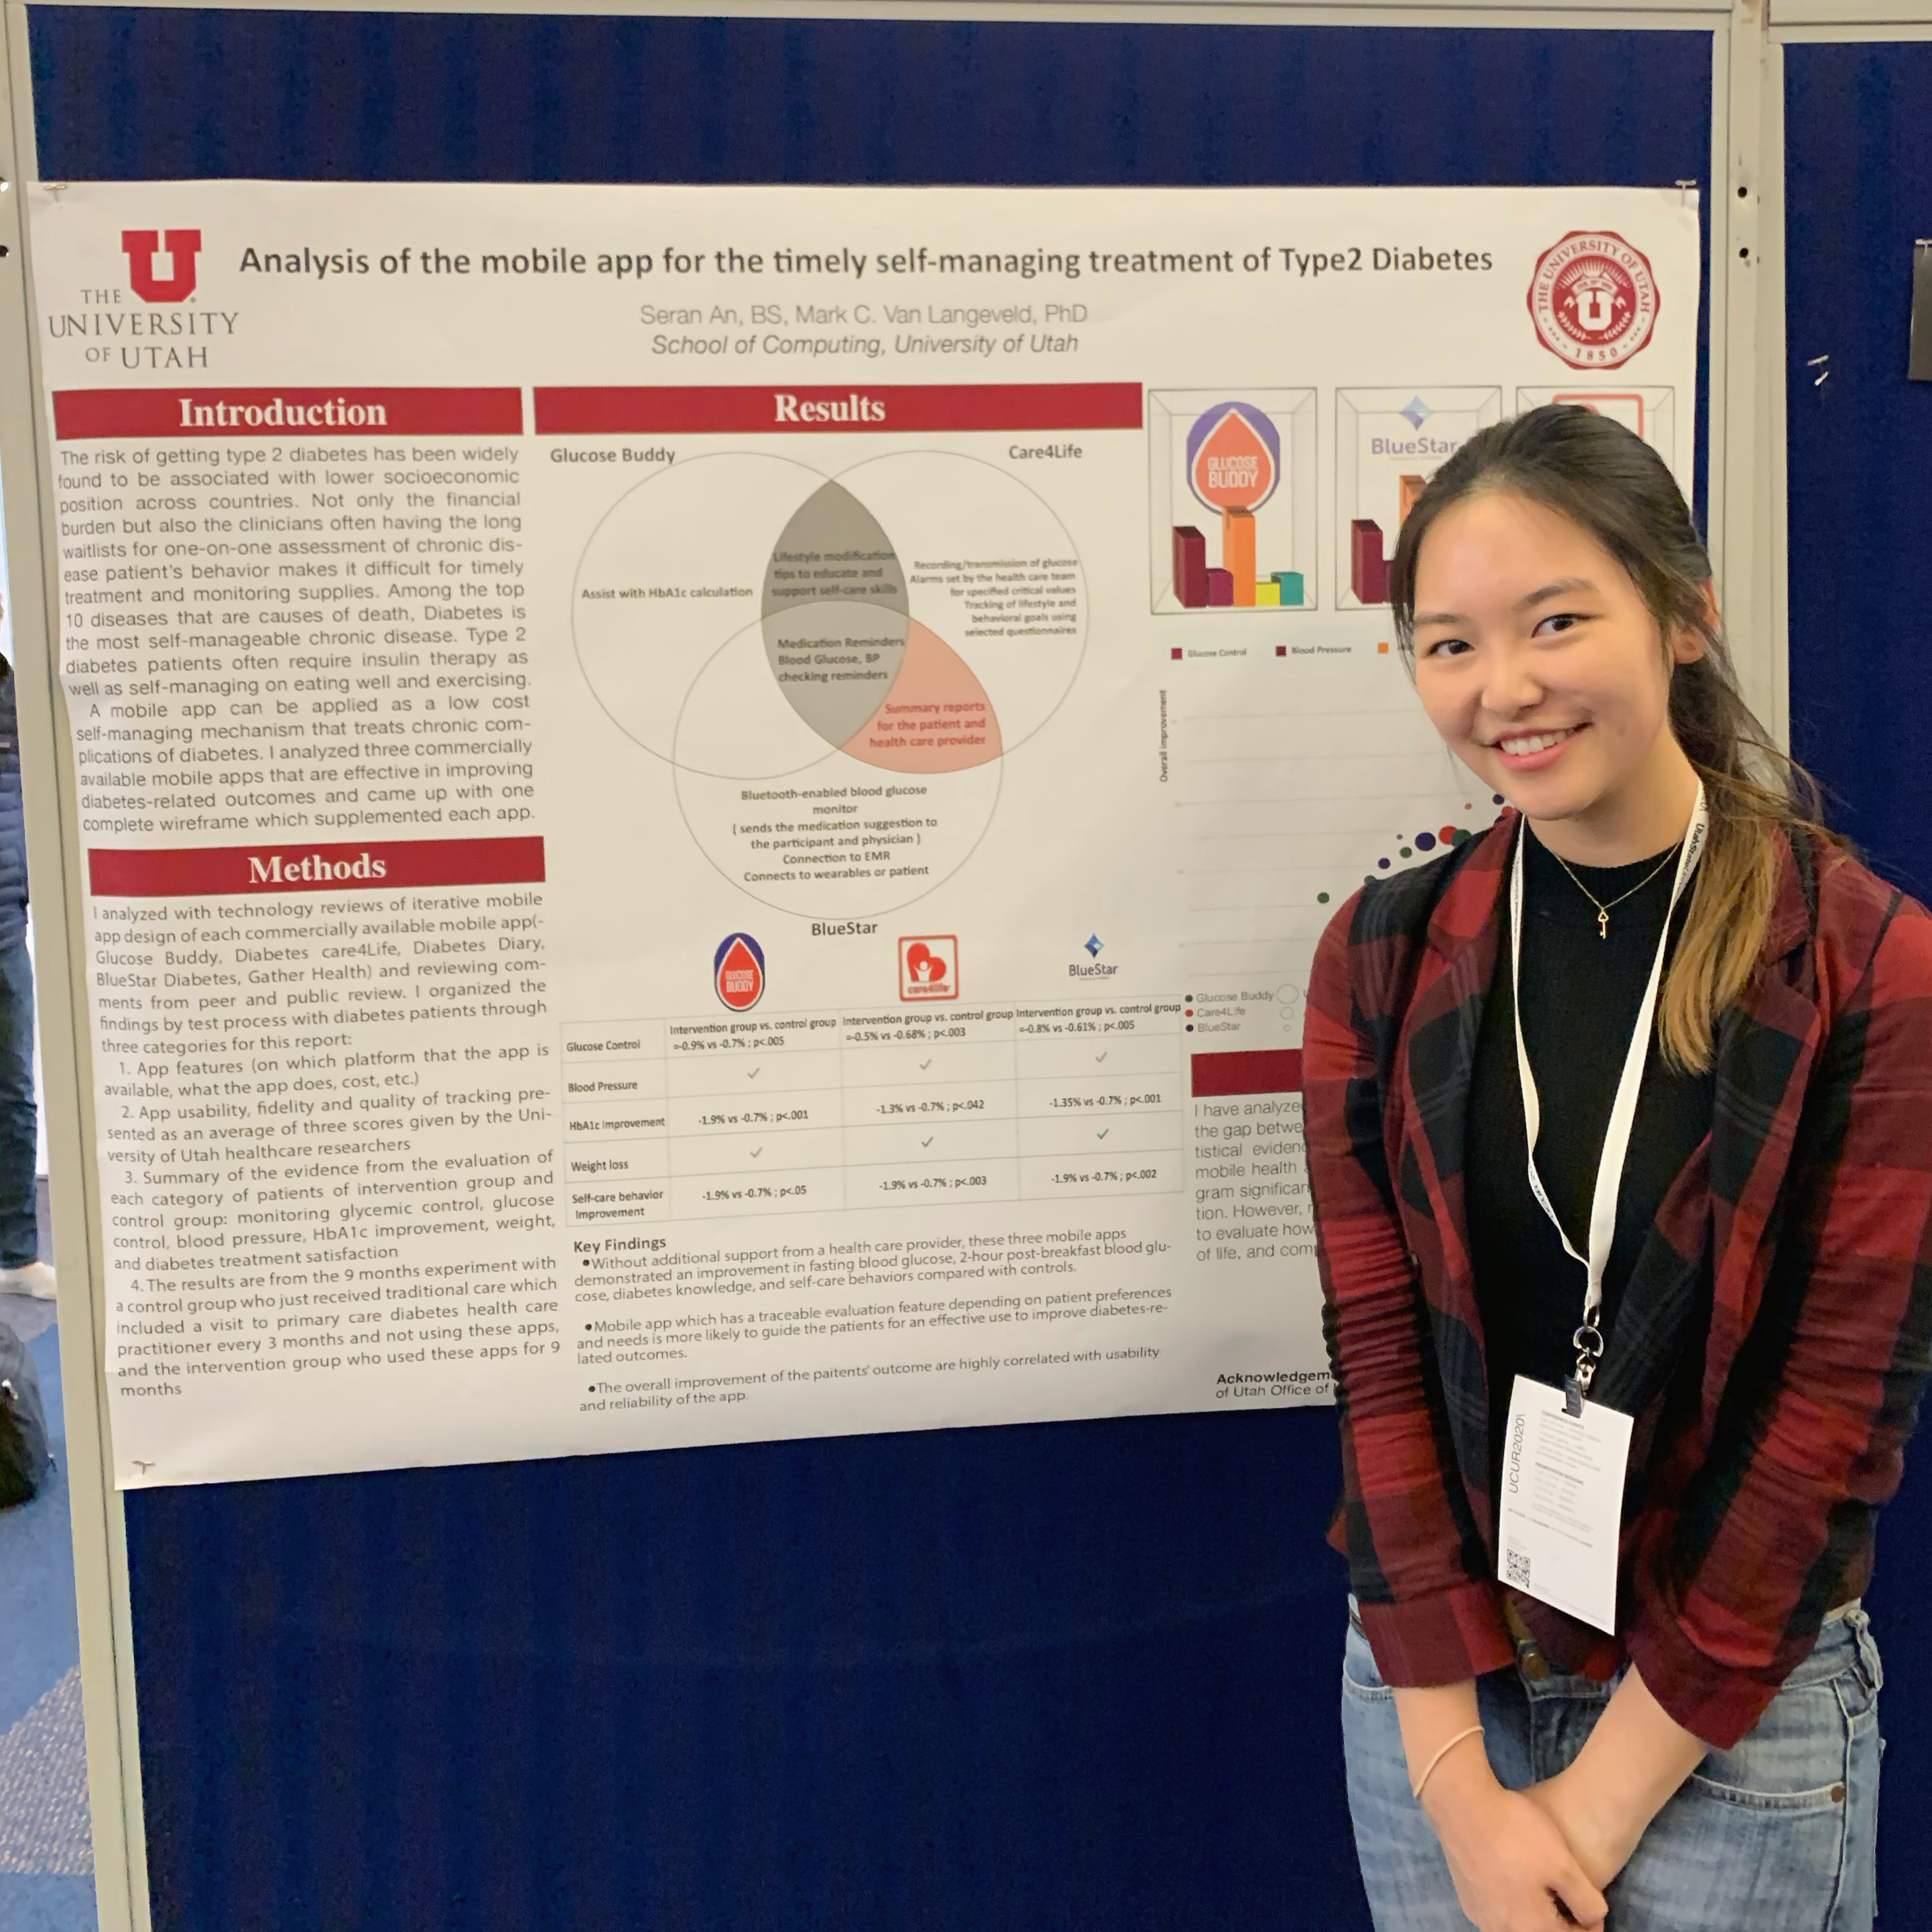 THE
UNIVERSITY
OF UTAH
Analysis of the mobile app for the timely self-managing treatment of Type2 Diabetes
Seran An, BS, Mark C. Van Langeveld, PhD
School of Computing, University of Utah
THE UNIVERSITY OF UTAH
1850
Introduction
The risk of getting type 2 diabetes has been widely
found to be associated with lower socioeconomic
position across countries. Not only the financial
burden but also the clinicians often having the long
waitlists for one-on-one assessment of chronic dis-
ease patient's behavior makes it difficult for timely
treatment and monitoring supplies. Among the top
10 diseases that are causes of death, Diabetes is
the most self-manageable chronic disease. Type 2
diabetes patients often require insulin therapy as
well as self-managing on eating well and exercising.
A mobile app can be applied as a low cost
self-managing mechanism that treats chronic com-
plications of diabetes. I analyzed three commercially
available mobile apps that are effective in improving
diabetes-related outcomes and came up with one
complete wireframe which supplemented each app.
Methods
I analyzed with technology reviews of iterative mobile
app design of each commercially available mobile app(-
Glucose Buddy, Diabetes care4Life, Diabetes Diary,
BlueStar Diabetes, Gather Health) and reviewing com-
ments from peer and public review. I organized the
findings by test process with diabetes patients through
three categories for this report:
1. App features (on which platform that the app is
available, what the app does, cost, etc.)
2. App usability, fidelity and quality of tracking pre-
sented as an average of three scores given by the Uni-
versity of Utah healthcare researchers
3. Summary of the evidence from the evaluation of
each category of patients of intervention group and
control group: monitoring glycemic control, glucose
control, blood pressure, HbA1c improvement, weight,
and diabetes treatment satisfaction
4. The results are from the 9 months experiment with
a control group who just received traditional care which
included a visit to primary care diabetes health care
practitioner every 3 months and not using these apps,
and the intervention group who used these apps for 9
months
Results
Glucose Buddy
Care4Life
Assist with HbA1c calculation
Lifestyle modification
tips to educate and
support self-care skills
Recording/transmission of glucose
Alarms set by the health care team
for specified critical values
Tracking of lifestyle and
behavioral goals using
selected questionnaires
Medication Reminders
Blood Glucose, BP
checking reminders
Summary reports
for the patient and
health care provider
Bluetooth-enabled blood glucose
monitor
( sends the medication suggestion to
the participant and physician )
Connection to EMR
Connects to wearables or patient
BlueStar
GLUCOSE
BUDDY
care4life
BlueStar
Intervention group vs. control group Intervention group vs. control group Intervention group vs. control group
Glucose Control =-0.9% vs -0.7% ; p<.005 =-0.5% vs -0.68% ; p<.003 =-0.8% vs -0.61% ; p<.005
Blood Pressure ✓ ✓ ✓
HbA1c Improvement -1.9% vs -0.7% ; p<.001 -1.3% vs -0.7% ; p<.042 -1.35% vs -0.7% ; p<.001
Weight loss ✓ ✓ ✓
Self-care behavior
Improvement -1.9% vs -0.7% ; p<.05 -1.9% vs -0.7% ; p<.003 -1.9% vs -0.7% ; p<.002
Key Findings
•Without additional support from a health care provider, these three mobile apps
demonstrated an improvement in fasting blood glucose, 2-hour post-breakfast blood glu-
cose, diabetes knowledge, and self-care behaviors compared with controls.
•Mobile app which has a traceable evaluation feature depending on patient preferences
and needs is more likely to guide the patients for an effective use to improve diabetes-re-
lated outcomes.
•The overall improvement of the paitents' outcome are highly correlated with usability
and reliability of the app.
GLUCOSE
BUDDY
BlueStar
Glucose Control Blood Pressure
Overall improvement
Glucose Buddy
Care4Life
BlueStar
I have analyze
the gap betwe
tistical evidenc
mobile health
gram significan
tion. However, r
to evaluate how
of life, and com
Acknowledgem
of Utah Office of
UCUR2020